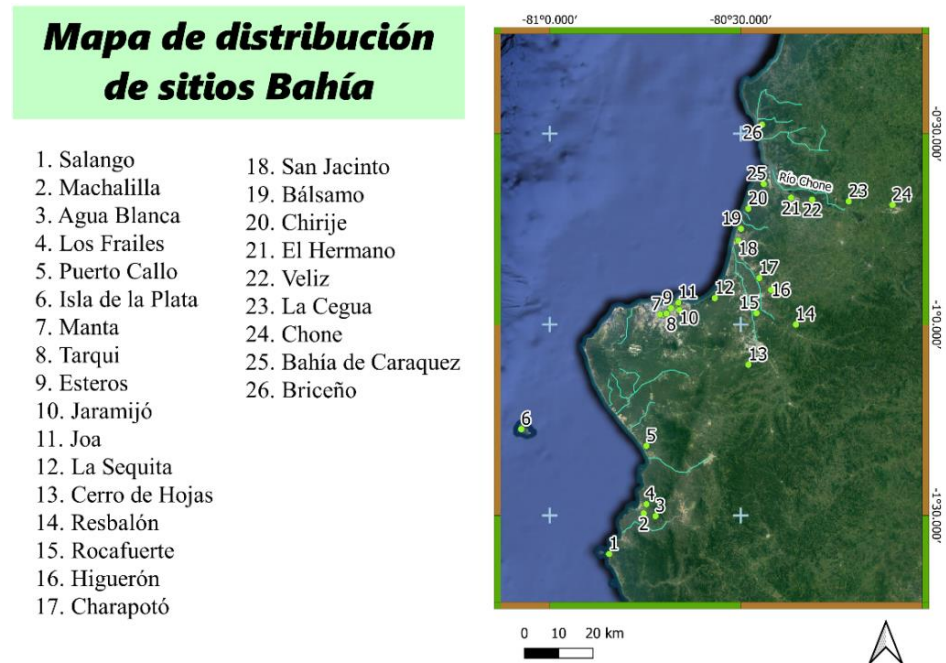 Mapa de distribución
de sitios Bahía
1. Salango
2. Machalilla
3. Agua Blanca
4. Los Frailes
5. Puerto Callo
6. Isla de la Plata
7. Manta
8. Tarqui
9. Esteros
10. Jaramijó
11. Joa
12. La Sequita
13. Cerro de Hojas
14. Resbalón
15. Rocafuerte
16. Higuerón
17. Charapotó
18. San Jacinto
19. Bálsamo
20. Chirije
21. El Hermano
22. Veliz
23. La Cegua
24. Chone
25. Bahía de Caraquez
26. Briceño
-81°0.000' -80°30.000'
-0°30.000'
26
25
Río Chone
20 21 22 23 24
19
18
17
16
15
14
13
12
11
9
7
8
10
-1°0.000'
6
5
4
3
2
-1°30.000'
1
0 10 20 km